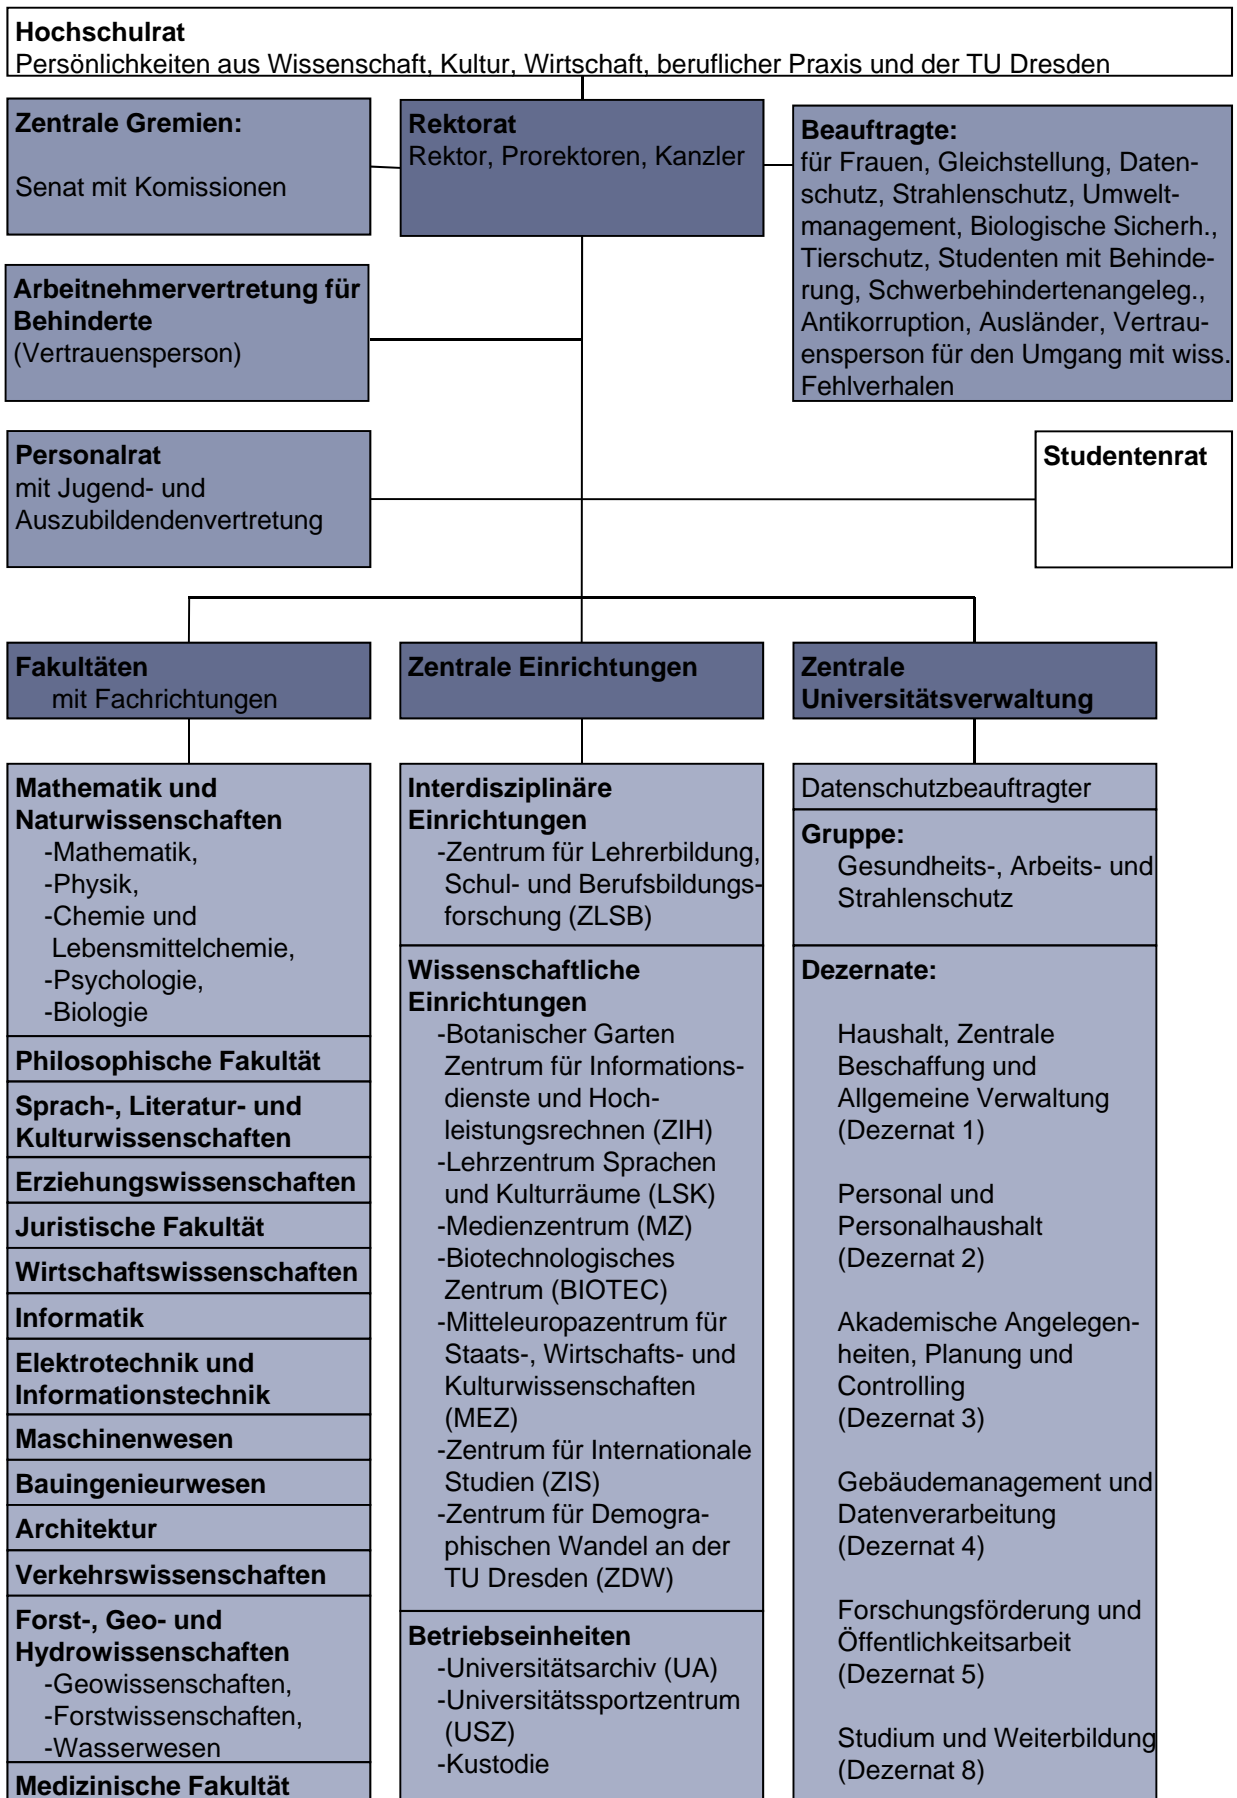 Hochschulrat
Persönlichkeiten aus Wissenschaft, Kultur, Wirtschaft, beruflicher Praxis und der TU Dresden
Zentrale Gremien:
Senat mit Komissionen
Rektorat
Rektor, Prorektoren, Kanzler
Beauftragte:
für Frauen, Gleichstellung, Daten-
schutz, Strahlenschutz, Umwelt-
management, Biologische Sicherh.,
Tierschutz, Studenten mit Behinde-
rung, Schwerbehindertenangeleg.,
Antikorruption, Ausländer, Vertrau-
ensperson für den Umgang mit wiss.
Fehlverhalen
Arbeitnehmervertretung für
Behinderte
(Vertrauensperson)
Personalrat
mit Jugend- und
Auszubildendenvertretung
Studentenrat
Fakultäten
mit Fachrichtungen
Zentrale Einrichtungen
Zentrale
Universitätsverwaltung
Mathematik und
Naturwissenschaften
-Mathematik,
-Physik,
-Chemie und
Lebensmittelchemie,
-Psychologie,
-Biologie
Philosophische Fakultät
Sprach-, Literatur- und
Kulturwissenschaften
Erziehungswissenschaften
Juristische Fakultät
Wirtschaftswissenschaften
Informatik
Elektrotechnik und
Informationstechnik
Maschinenwesen
Bauingenieurwesen
Architektur
Verkehrswissenschaften
Forst-, Geo- und
Hydrowissenschaften
-Geowissenschaften,
-Forstwissenschaften,
-Wasserwesen
Medizinische Fakultät
Interdisziplinäre
Einrichtungen
-Zentrum für Lehrerbildung,
Schul- und Berufsbildungs-
forschung (ZLSB)
Wissenschaftliche
Einrichtungen
-Botanischer Garten
Zentrum für Informations-
dienste und Hoch-
leistungsrechnen (ZIH)
-Lehrzentrum Sprachen
und Kulturräume (LSK)
-Medienzentrum (MZ)
-Biotechnologisches
Zentrum (BIOTEC)
-Mitteleuropazentrum für
Staats-, Wirtschafts- und
Kulturwissenschaften
(MEZ)
-Zentrum für Internationale
Studien (ZIS)
-Zentrum für Demogra-
phischen Wandel an der
TU Dresden (ZDW)
Betriebseinheiten
-Universitätsarchiv (UA)
-Universitätssportzentrum
(USZ)
-Kustodie
Datenschutzbeauftragter
Gruppe:
Gesundheits-, Arbeits- und
Strahlenschutz
Dezernate:
Haushalt, Zentrale
Beschaffung und
Allgemeine Verwaltung
(Dezernat 1)
Personal und
Personalhaushalt
(Dezernat 2)
Akademische Angelegen-
heiten, Planung und
Controlling
(Dezernat 3)
Gebäudemanagement und
Datenverarbeitung
(Dezernat 4)
Forschungsförderung und
Öffentlichkeitsarbeit
(Dezernat 5)
Studium und Weiterbildung
(Dezernat 8)